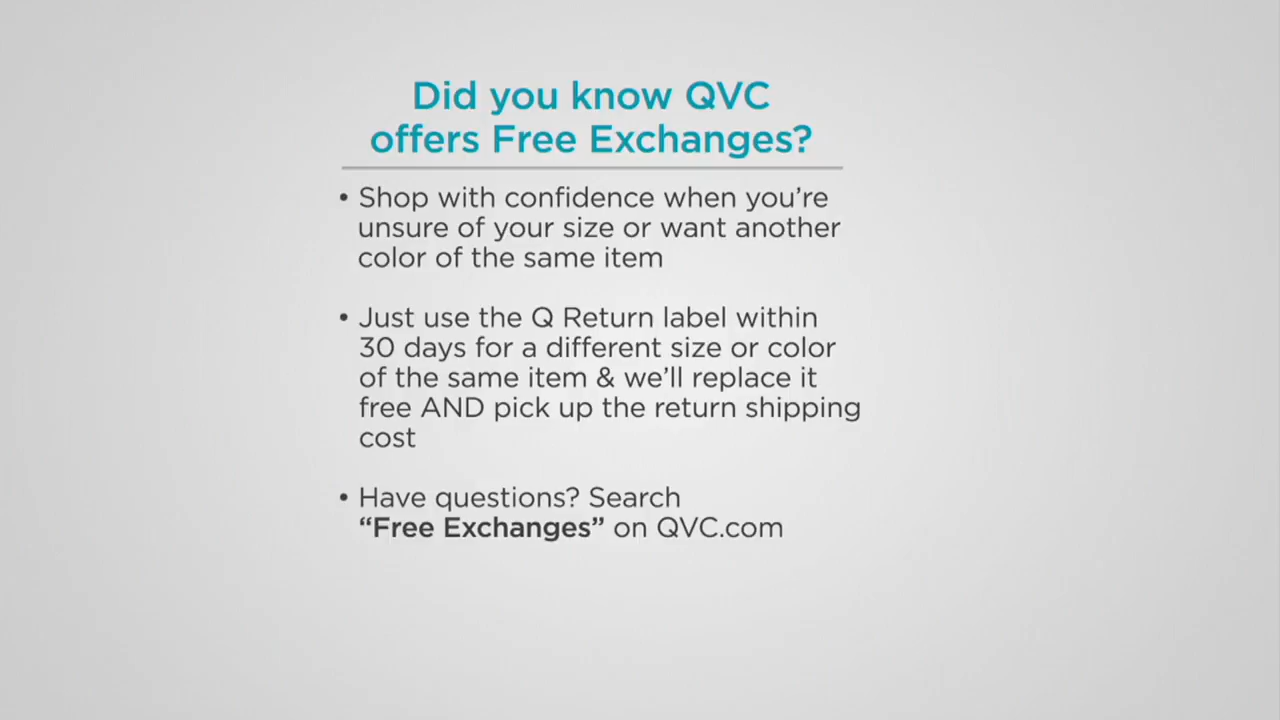 Did you know QVC
offers Free Exchanges?
• Shop with confidence when you’re
unsure of your size or want another
color of the same item
• Just use the Q Return label within
30 days for a different size or color
of the same item & we’ll replace it
free AND pick up the return shipping
cost
• Have questions? Search
“Free Exchanges” on QVC.com